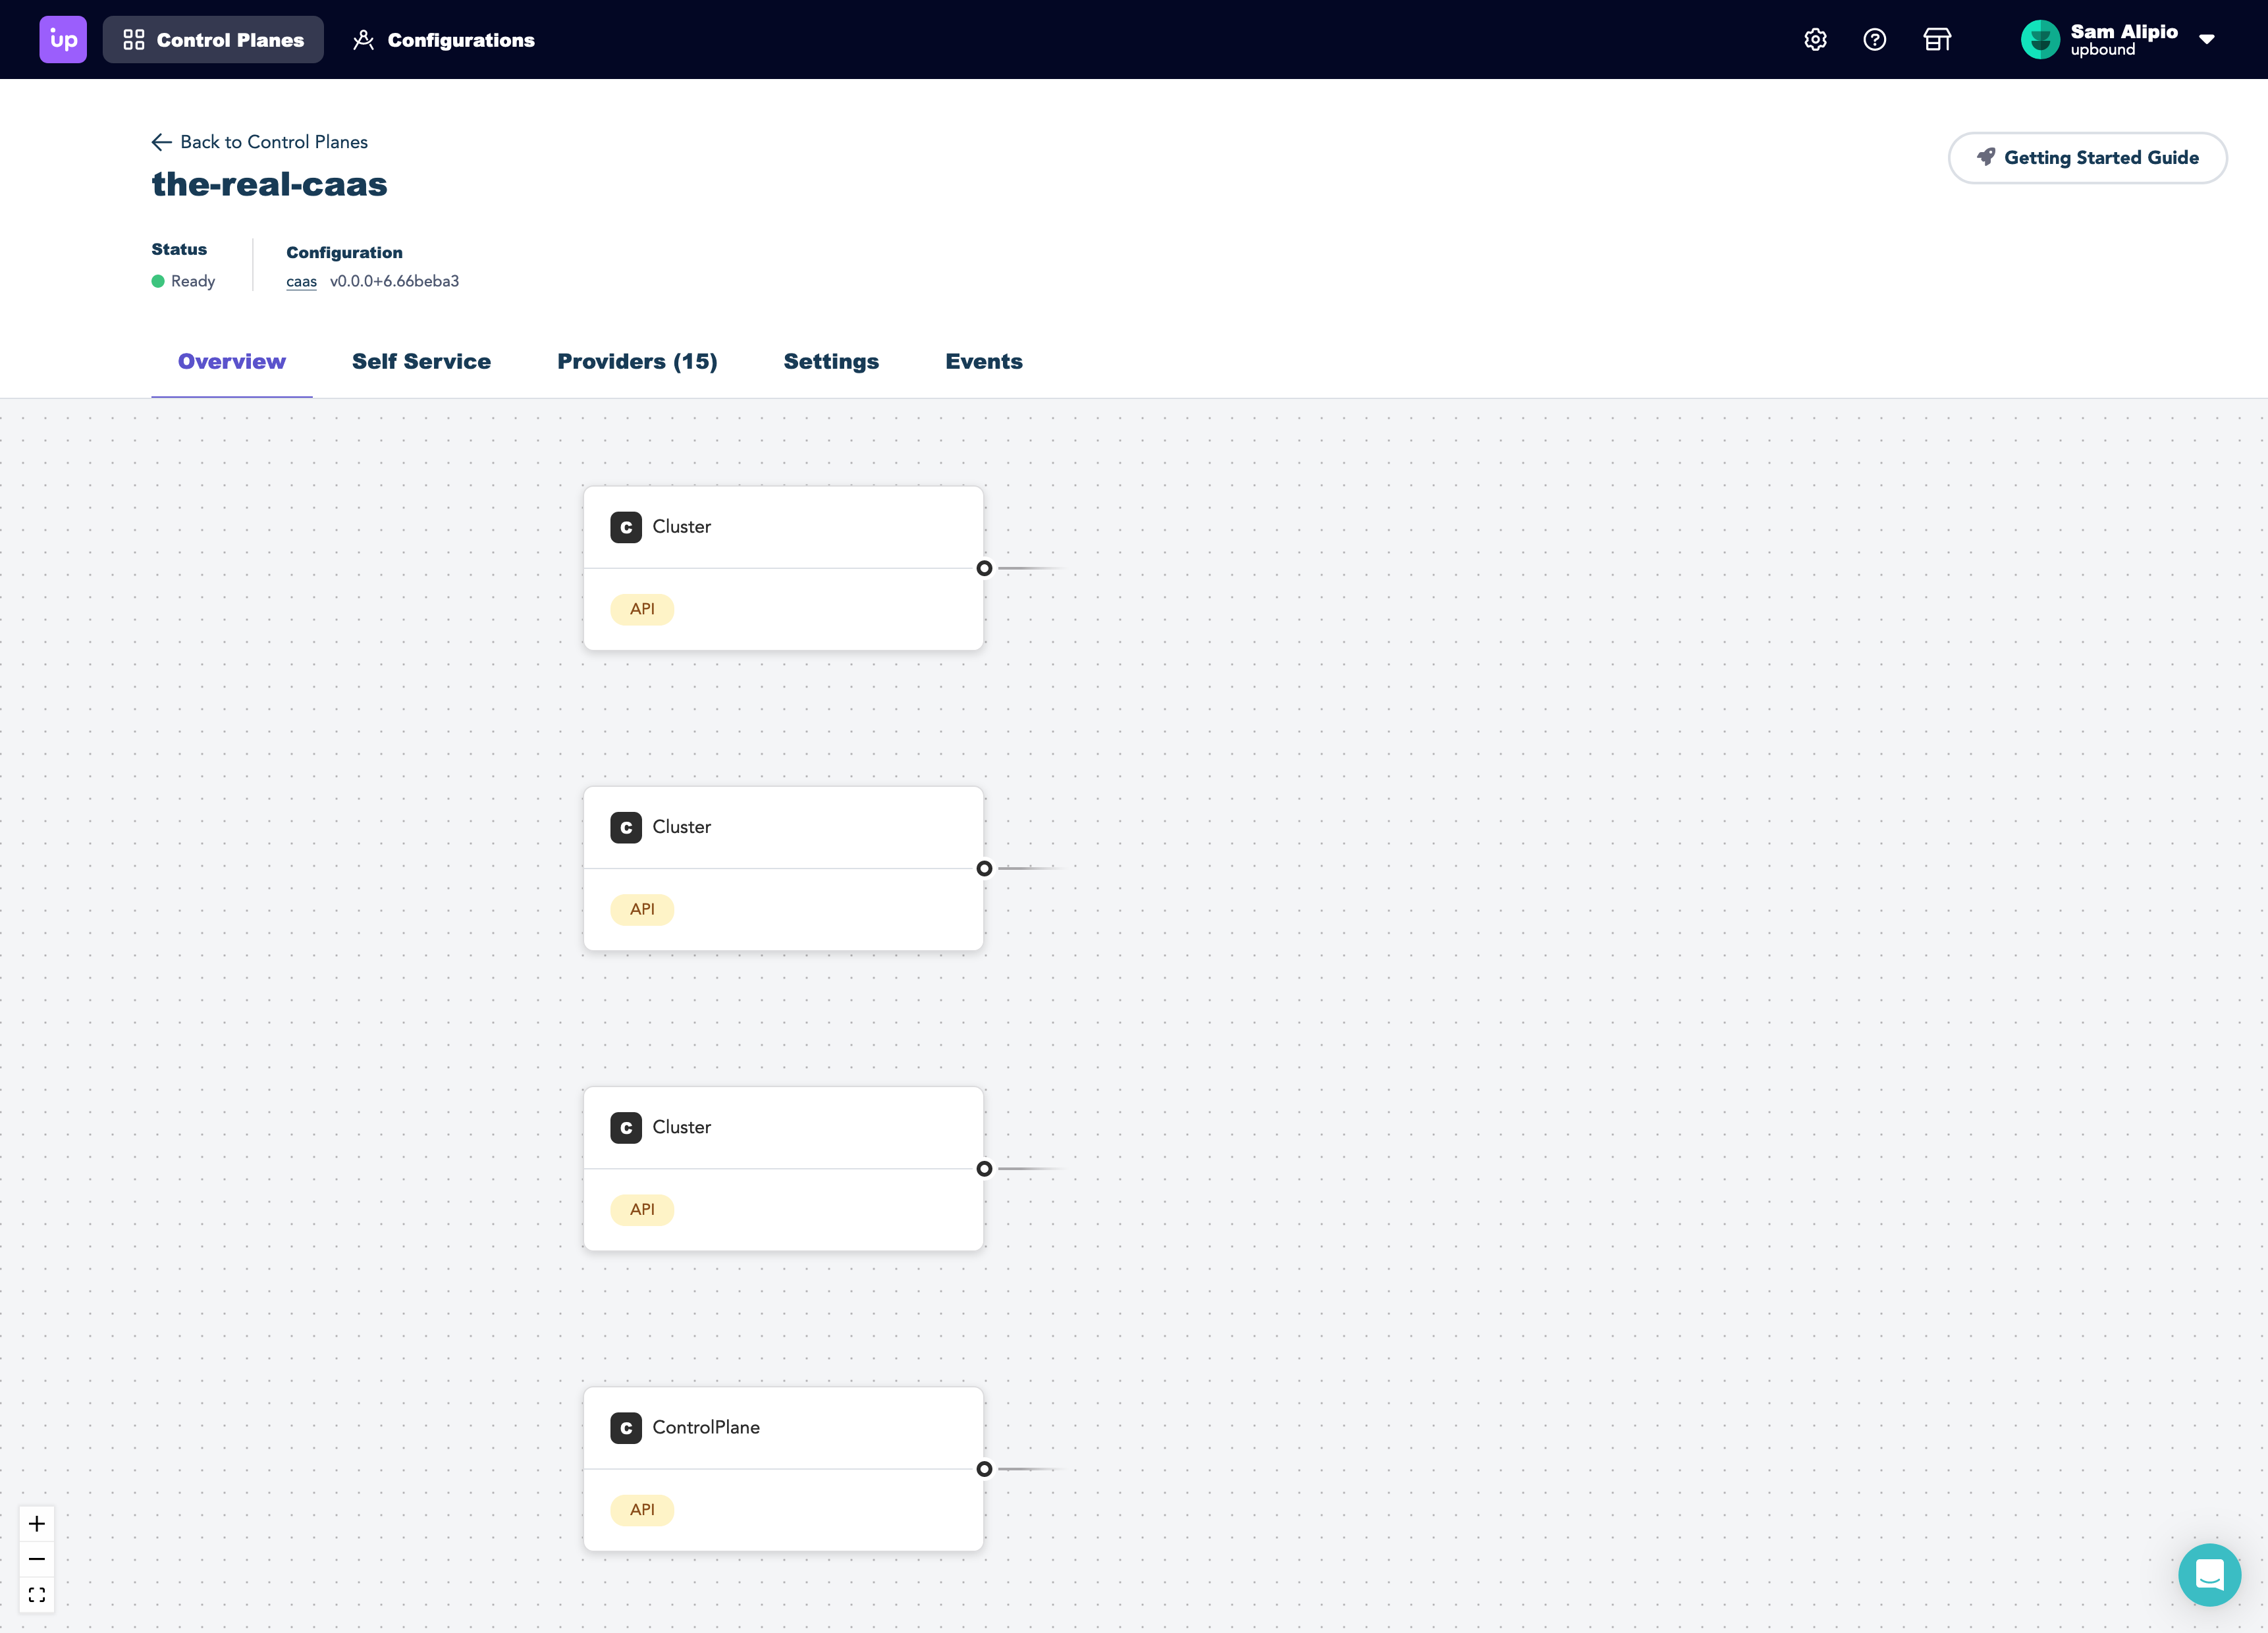 up Control Planes Configurations Sam Alipio
upbound
Back to Control Planes
Getting Started Guide
the-real-caas
Status Configuration
Ready caas v0.0.0+6.66beba3
Overview Self Service Providers (15) Settings Events
C Cluster
API
C Cluster
API
C Cluster
API
C ControlPlane
API